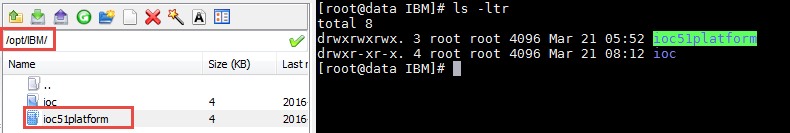 /opt/IBM/
Name Size (KB) Last r
..
ioc 4 2016
ioc51platform 4 2016
[root@data IBM]# ls -ltr
total 8
drwxrwxrwx. 3 root root 4096 Mar 21 05:52 ioc51platform
drwxr-xr-x. 4 root root 4096 Mar 21 08:12 ioc
[root@data IBM]#